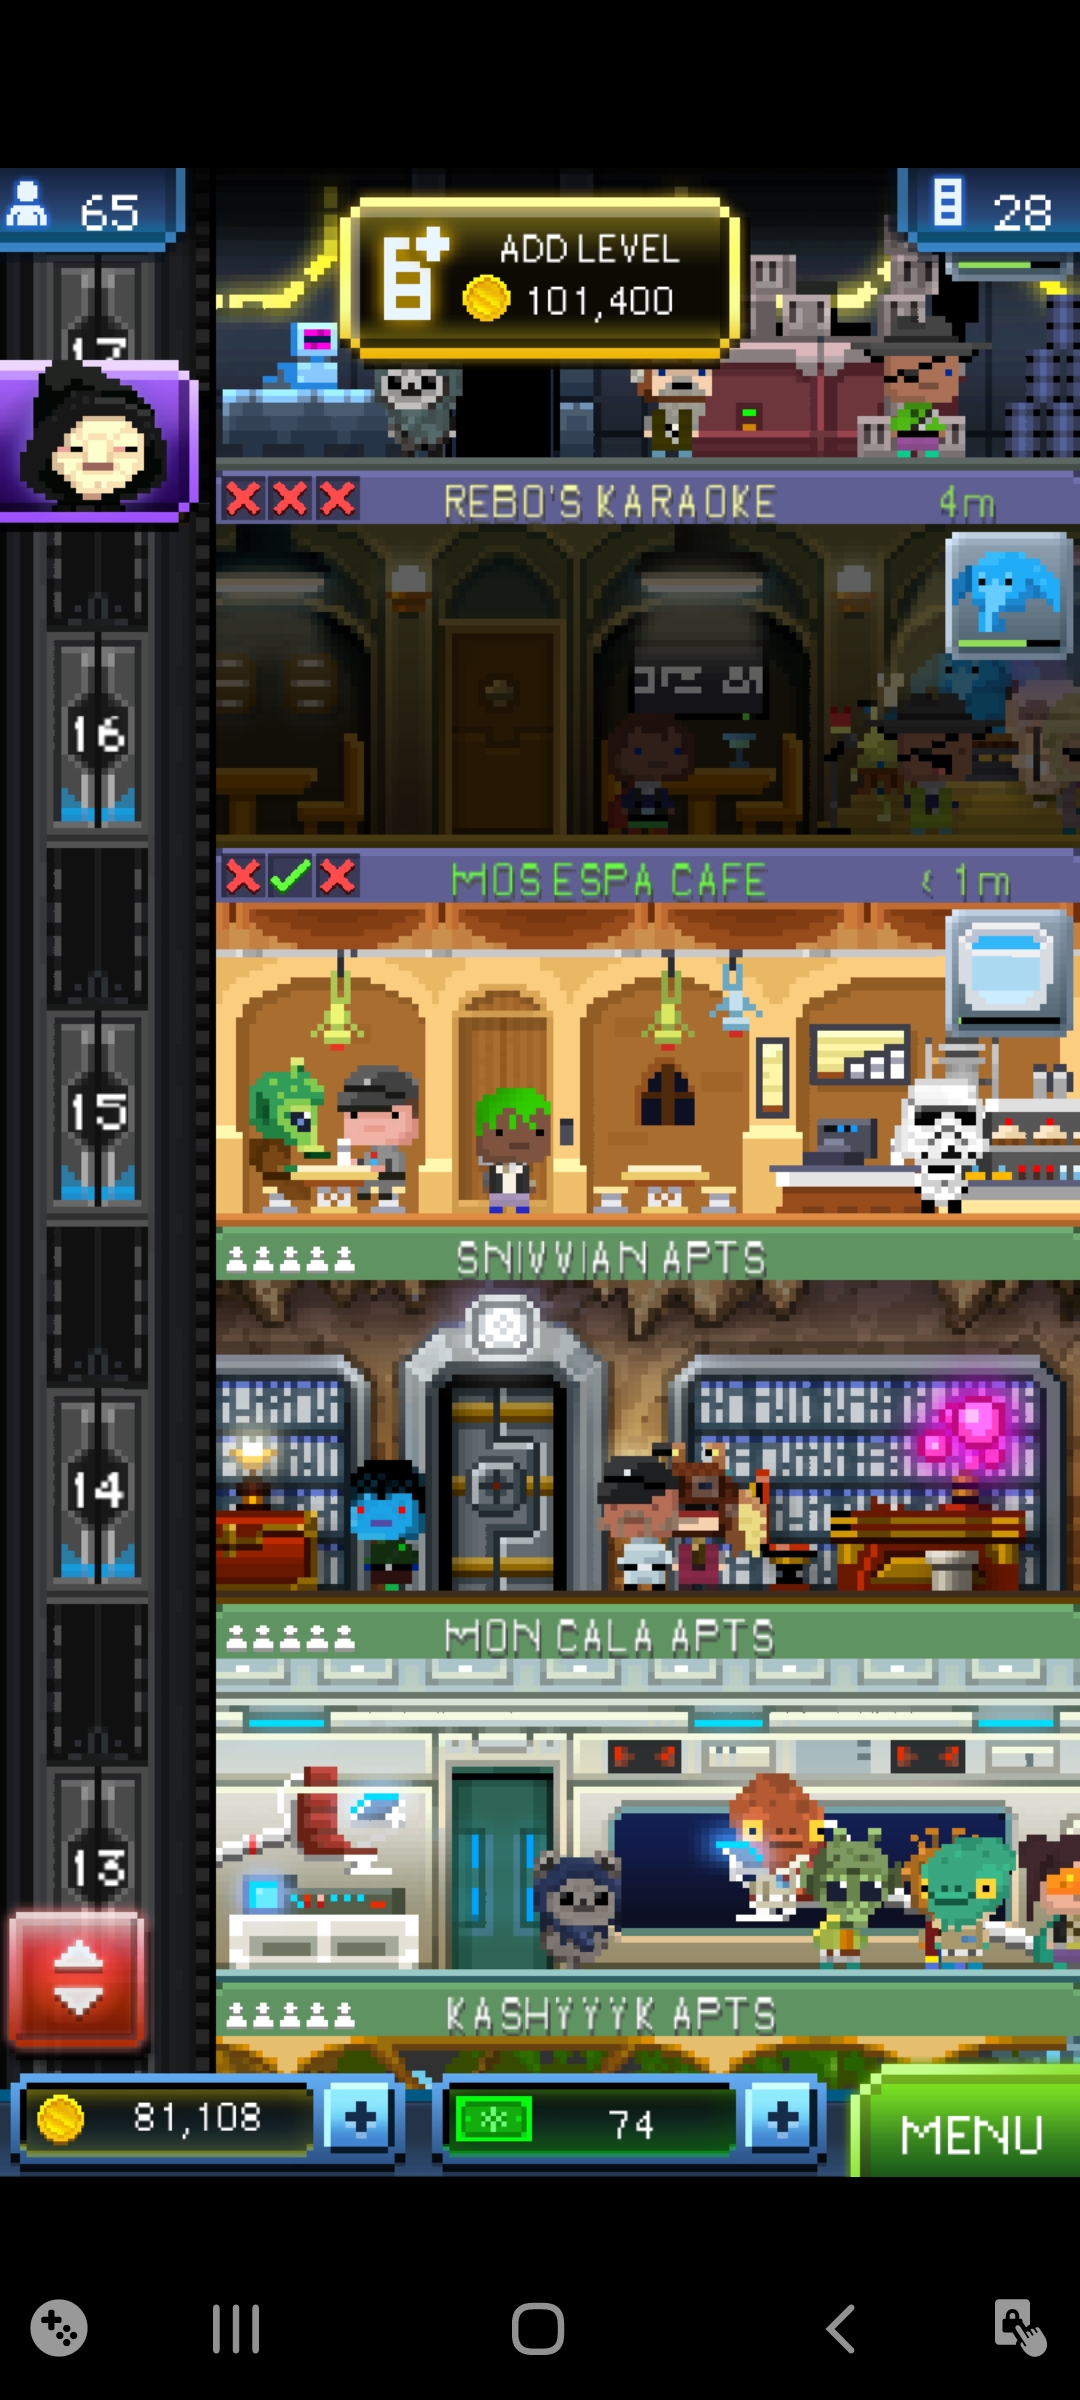 65
28
ADD LEVEL
101,400
17
REBO'S KARAOKE
4m
16
MOS ESPA CAFE
< 1m
15
SNIVVIAN APTS
14
MON CALA APTS
13
KASHYYYK APTS
81,108
74
MENU